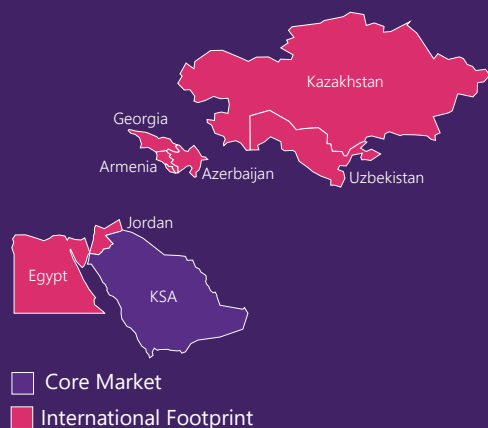 Kazakhstan
Georgia
Armenia
Azerbaijan
Uzbekistan
Jordan
Egypt
KSA
Core Market
International Footprint